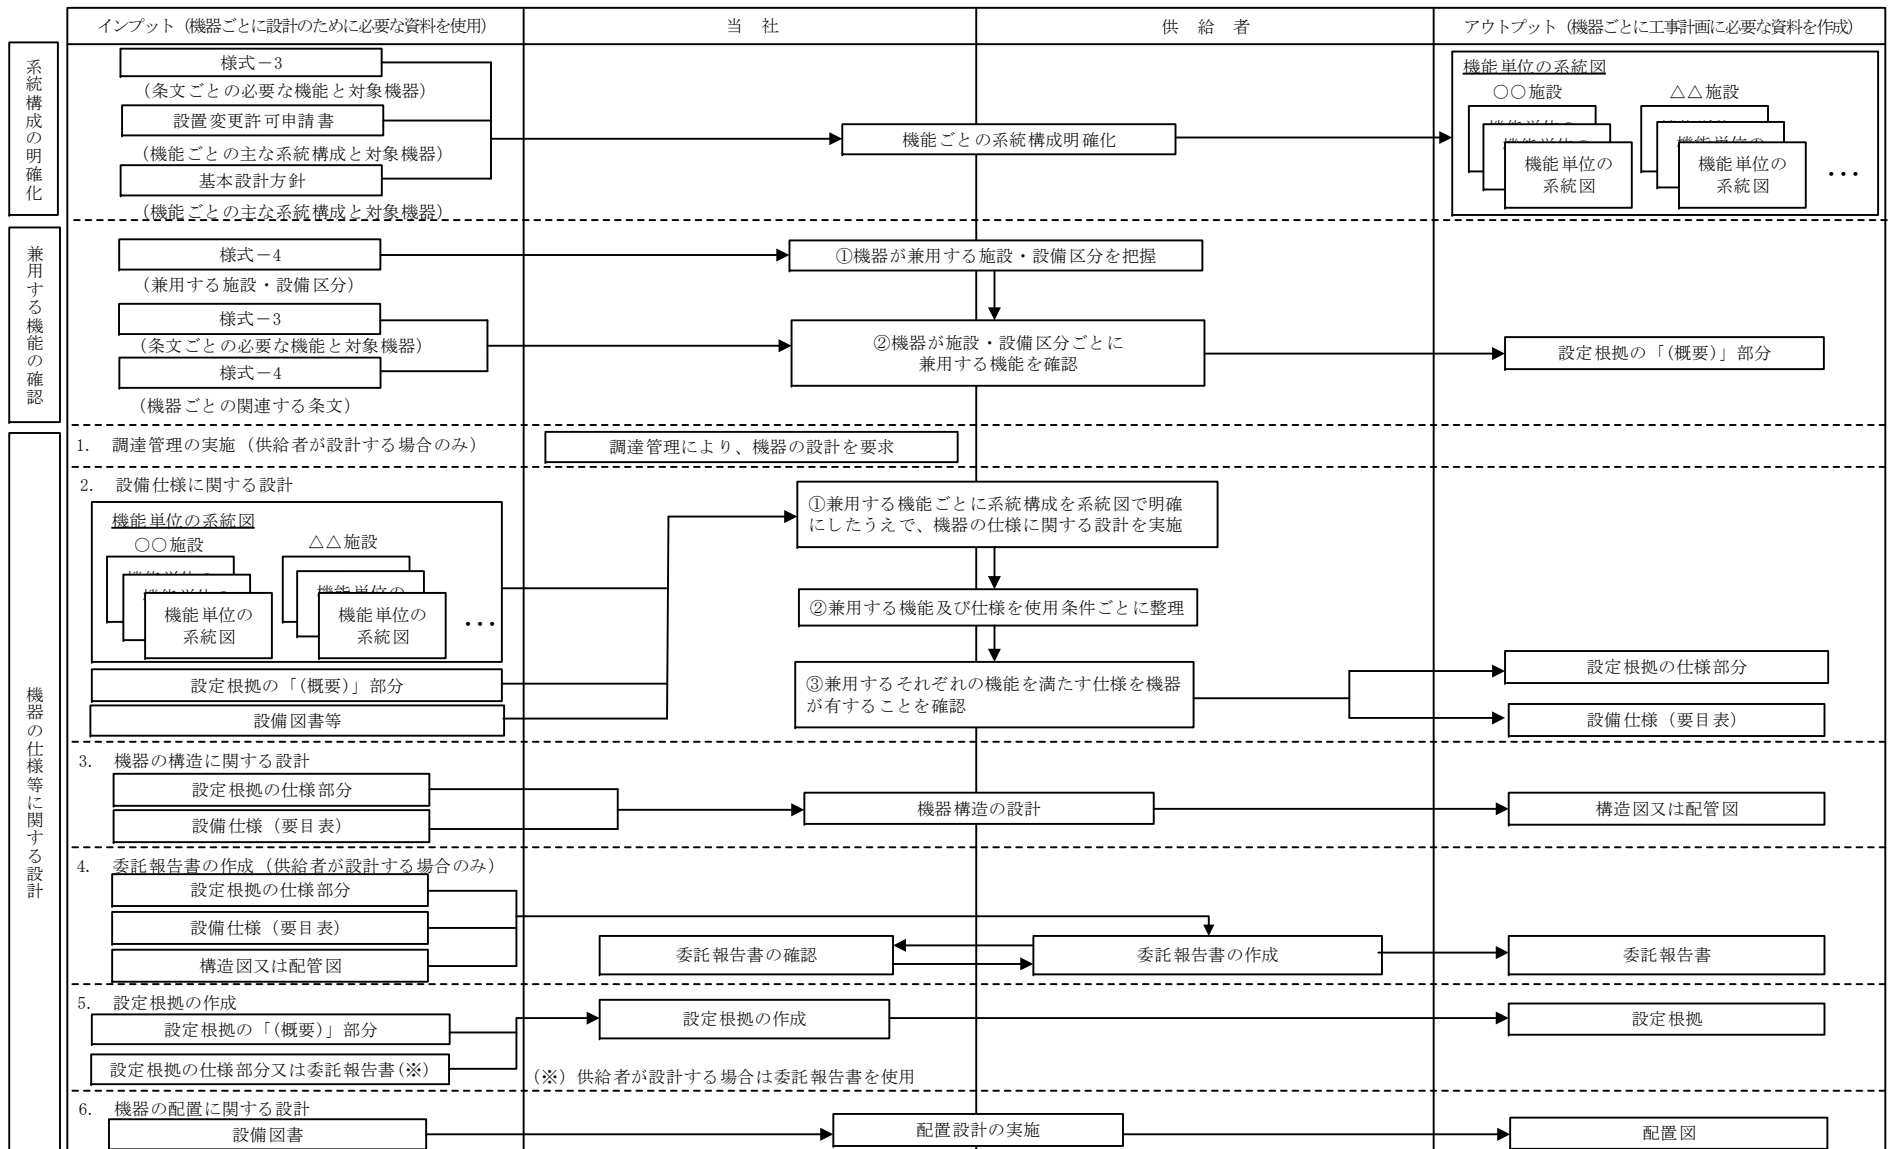 インプット（機器ごとに設計のために必要な資料を使用）
当　社
供　給　者
アウトプット（機器ごとに工事計画に必要な資料を作成）
系統構成の明確化
様式－3
（条文ごとの必要な機能と対象機器）
設置変更許可申請書
（機能ごとの主な系統構成と対象機器）
基本設計方針
（機能ごとの主な系統構成と対象機器）
機能ごとの系統構成明確化
機能単位の系統図
○○施設
△△施設
機能単位の
機能単位の
機能単位の
系統図
機能単位の
系統図
…
兼用する機能の確認
様式－4
（兼用する施設・設備区分）
様式－3
（条文ごとの必要な機能と対象機器）
様式－4
（機器ごとの関連する条文）
①機器が兼用する施設・設備区分を把握
②機器が施設・設備区分ごとに
兼用する機能を確認
設定根拠の「(概要)」部分
機器の仕様等に関する設計
1.　調達管理の実施（供給者が設計する場合のみ）
調達管理により、機器の設計を要求
2.　設備仕様に関する設計
機能単位の系統図
○○施設
△△施設
機能単位の
機能単位の
機能単位の
機能単位の
系統図
機能単位の
系統図
…
設定根拠の「(概要)」部分
設備図書等
①兼用する機能ごとに系統構成を系統図で明確
にしたうえで、機器の仕様に関する設計を実施
②兼用する機能及び仕様を使用条件ごとに整理
③兼用するそれぞれの機能を満たす仕様を機器
が有することを確認
設定根拠の仕様部分
設備仕様（要目表）
3.　機器の構造に関する設計
設定根拠の仕様部分
設備仕様（要目表）
機器構造の設計
構造図又は配管図
4.　委託報告書の作成（供給者が設計する場合のみ）
設定根拠の仕様部分
設備仕様（要目表）
構造図又は配管図
委託報告書の確認
委託報告書の作成
委託報告書
5.　設定根拠の作成
設定根拠の「(概要)」部分
設定根拠の仕様部分又は委託報告書(※)
設定根拠の作成
設定根拠
（※）供給者が設計する場合は委託報告書を使用
6.　機器の配置に関する設計
設備図書
配置設計の実施
配置図